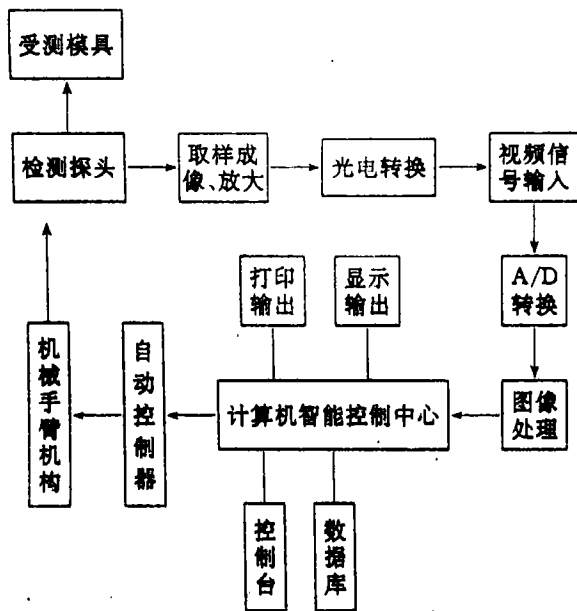 受测模具
检测探头
取样成
像、放大
光电转换
视频信
号输入
打印
输出
显示
输出
A/D
转换
机械手臂机构
自动控制器
计算机智能控制中心
图像
处理
控制台
数据库